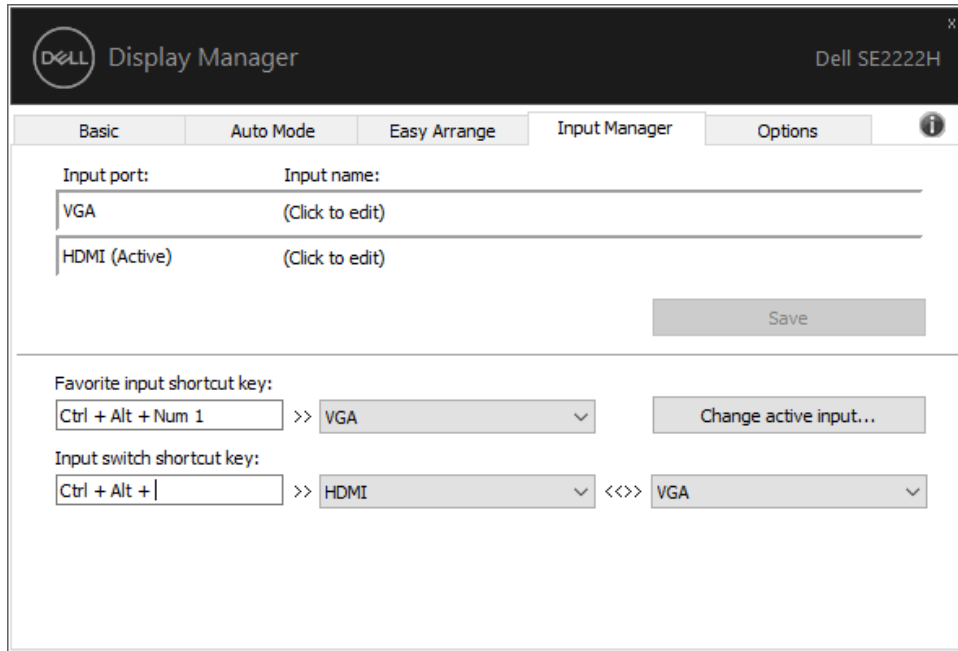 x
DELL Display Manager Dell SE2222H
Basic Auto Mode Easy Arrange Input Manager Options i
Input port: Input name:
VGA (Click to edit)
HDMI (Active) (Click to edit)
Save
Favorite input shortcut key:
Ctrl + Alt + Num 1 >> VGA Change active input...
Input switch shortcut key:
Ctrl + Alt + >> HDMI <<>> VGA